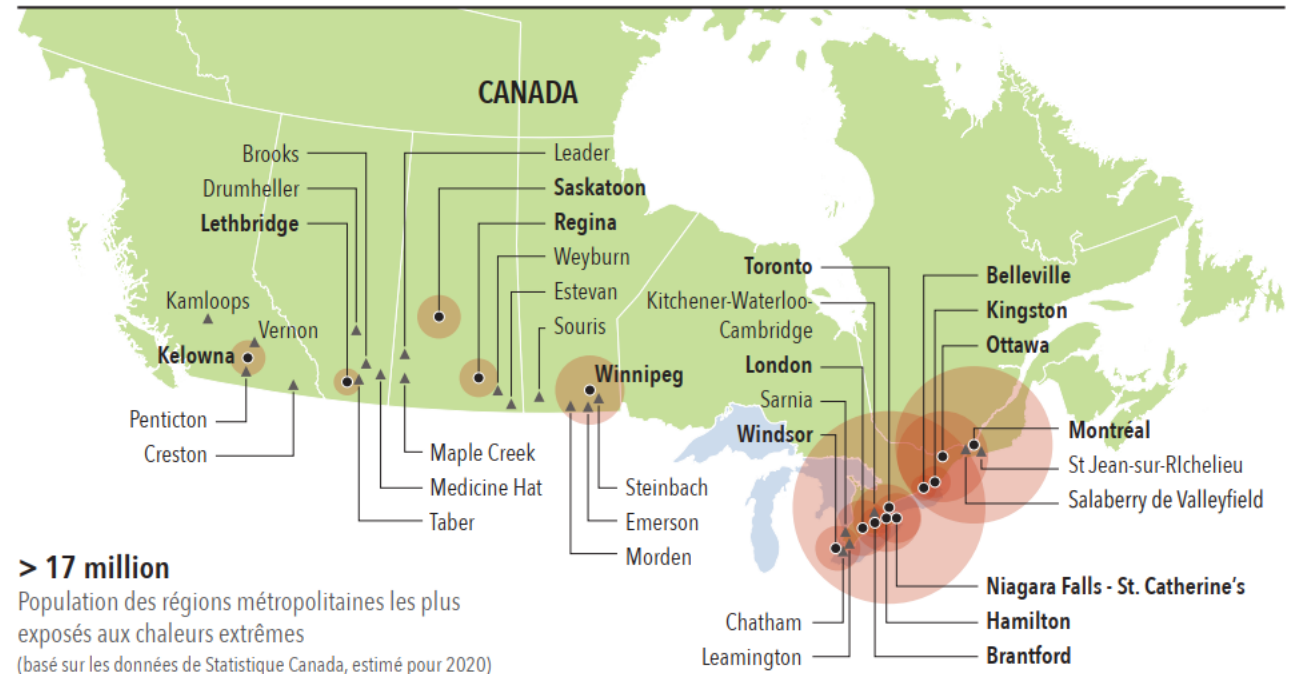 CANADA
Brooks
Drumheller
Lethbridge
Leader
Saskatoon
Regina
Weyburn
Estevan
Souris
Kamloops
Vernon
Kelowna
Penticton
Creston
Winnipeg
Maple Creek
Medicine Hat
Taber
Steinbach
Emerson
Morden
Toronto
Kitchener-Waterloo-
Cambridge
London
Sarnia
Windsor
Belleville
Kingston
Ottawa
Montréal
St Jean-sur-RIchelieu
Salaberry de Valleyfield
Chatham
Leamington
Niagara Falls - St. Catherine’s
Hamilton
Brantford
> 17 million
Population des régions métropolitaines les plus
exposés aux chaleurs extrêmes
(basé sur les données de Statistique Canada, estimé pour 2020)